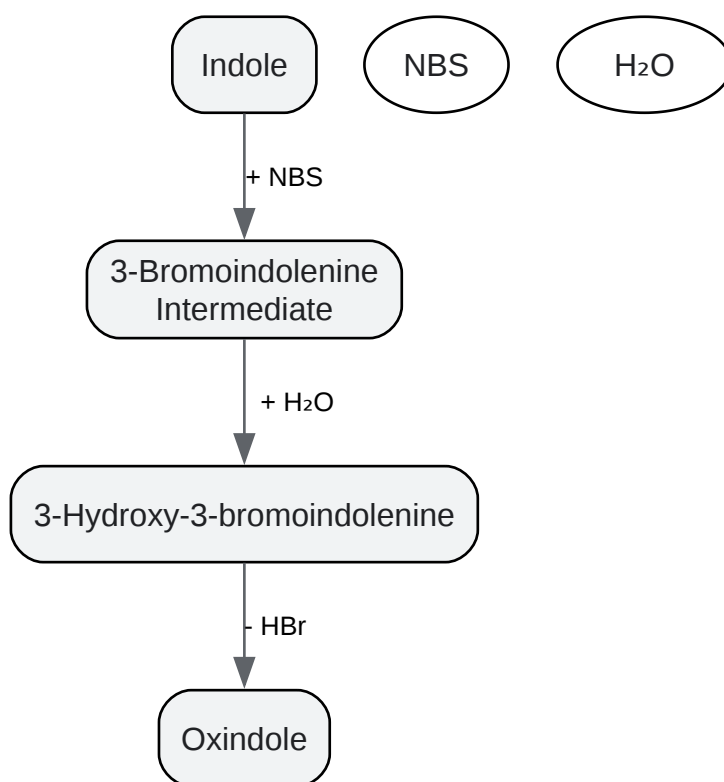 Indole
NBS
H₂O
+ NBS
3-Bromoindolenine
Intermediate
+ H₂O
3-Hydroxy-3-bromoindolenine
- HBr
Oxindole